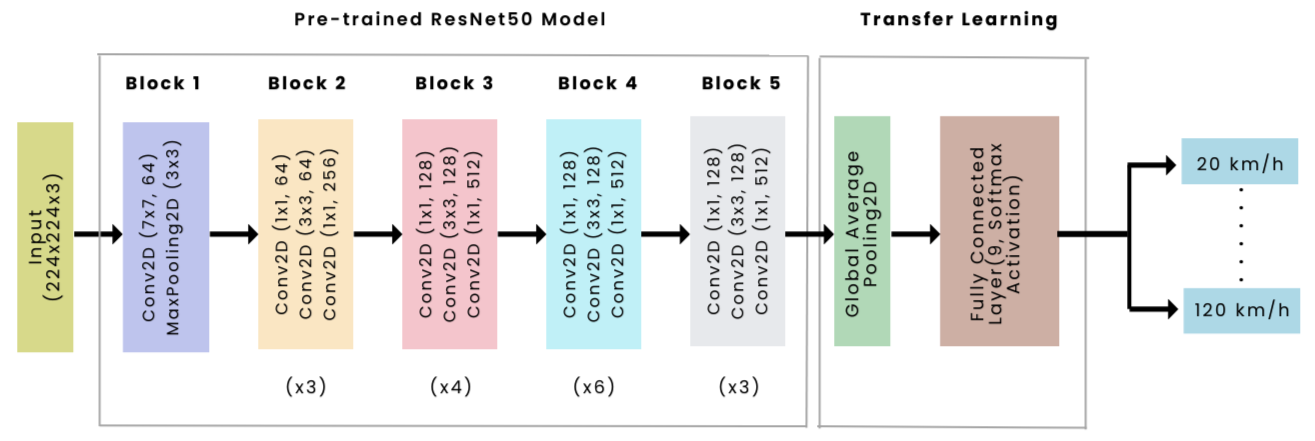 Pre-trained ResNet50 Model
Transfer Learning
Block 1
Block 2
Block 3
Block 4
Block 5
Input
(224x224x3)
Conv2D (7x7, 64)
MaxPooling2D (3x3)
Conv2D (1x1, 64)
Conv2D (3x3, 64)
Conv2D (1x1, 256)
Conv2D (1x1, 128)
Conv2D (3x3, 128)
Conv2D (1x1, 512)
Conv2D (1x1, 128)
Conv2D (3x3, 128)
Conv2D (1x1, 512)
Conv2D (1x1, 128)
Conv2D (3x3, 128)
Conv2D (1x1, 512)
Global Average
Pooling2D
Fully Connected
Layer(9, Softmax
Activation)
20 km/h
120 km/h
(x3)
(x4)
(x6)
(x3)